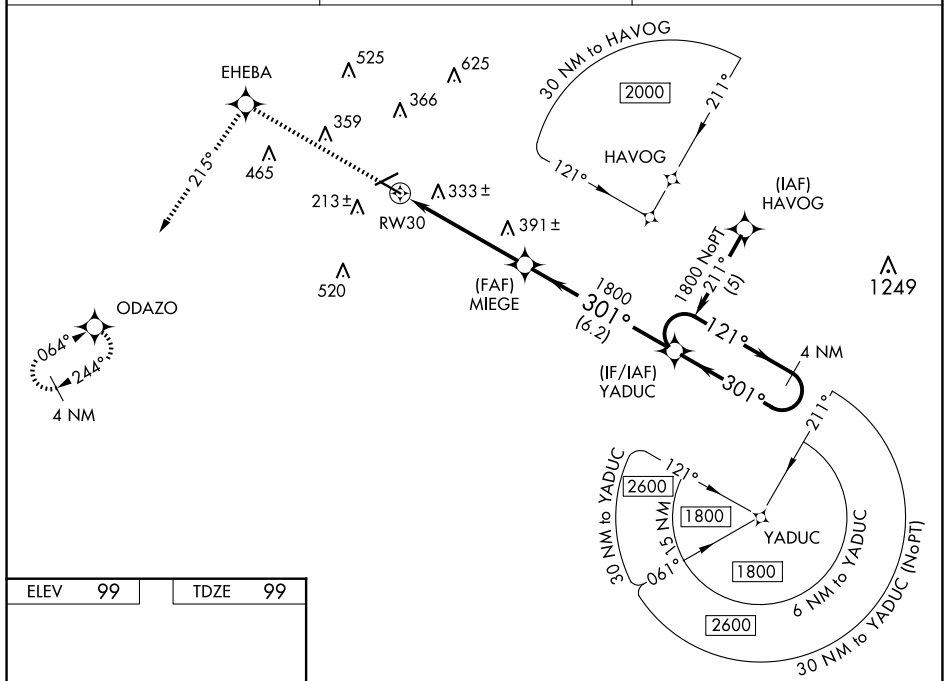 EHEBA
525
625
366
359
465
213±
RW30
333±
391±
520
215°
ODAZO
064°
244°
4 NM
(FAF)
MIEGE
1800
301°
(6.2)
30 NM to HAVOG
2000
211°
HAVOG
121°
(IAF)
HAVOG
1800 NoPT
211°
(5)
1249
121°
4 NM
301°
(IF/IAF)
YADUC
211°
30 NM to YADUC
2600
121°
15 NM
1800
061°
YADUC
1800
6 NM to YADUC
2600
30 NM to YADUC (NoPT)
ELEV 99
TDZE 99